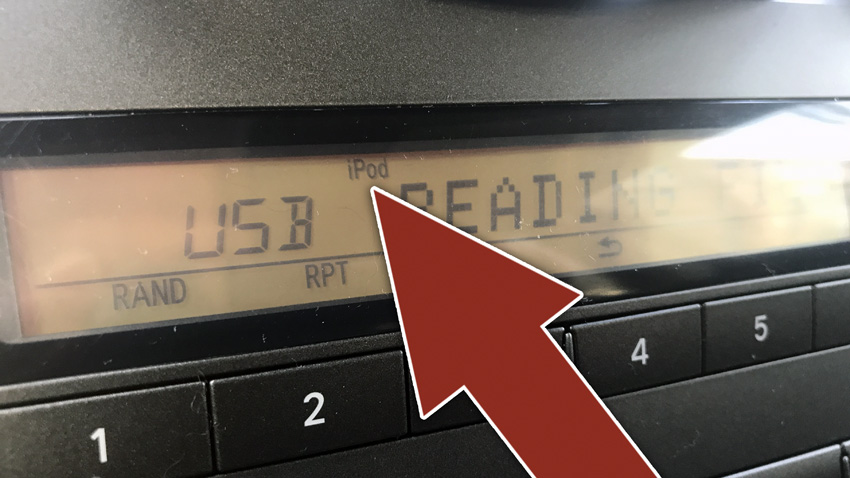 iPod
USB READING
RAND RPT
1 2 4 5